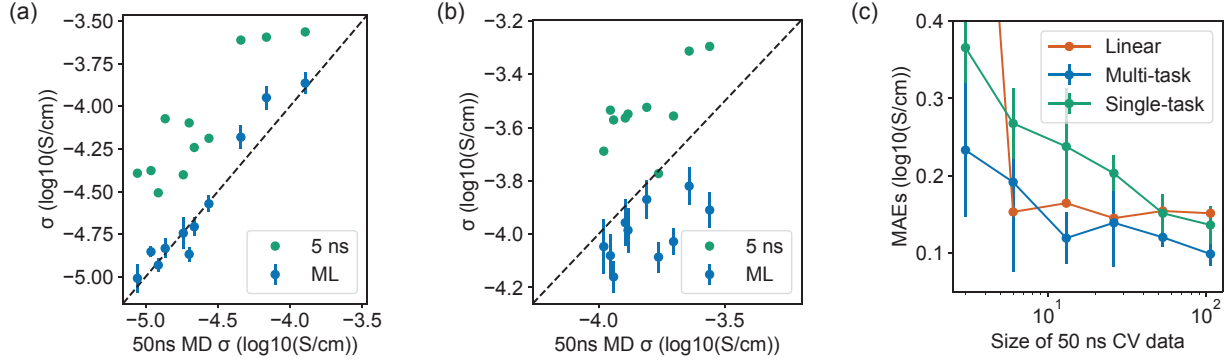 (a)
σ (log10(S/cm))
−3.50
−3.75
−4.00
−4.25
−4.50
−4.75
−5.00
5 ns
ML
−5.0 −4.5 −4.0 −3.5
50ns MD σ (log10(S/cm))
(b)
σ (log10(S/cm))
−3.2
−3.4
−3.6
−3.8
−4.0
−4.2
5 ns
ML
−4.0 −3.5
50ns MD σ (log10(S/cm))
(c)
MAEs (log10(S/cm))
0.4
0.3
0.2
0.1
Linear
Multi-task
Single-task
10¹ 10²
Size of 50 ns CV data